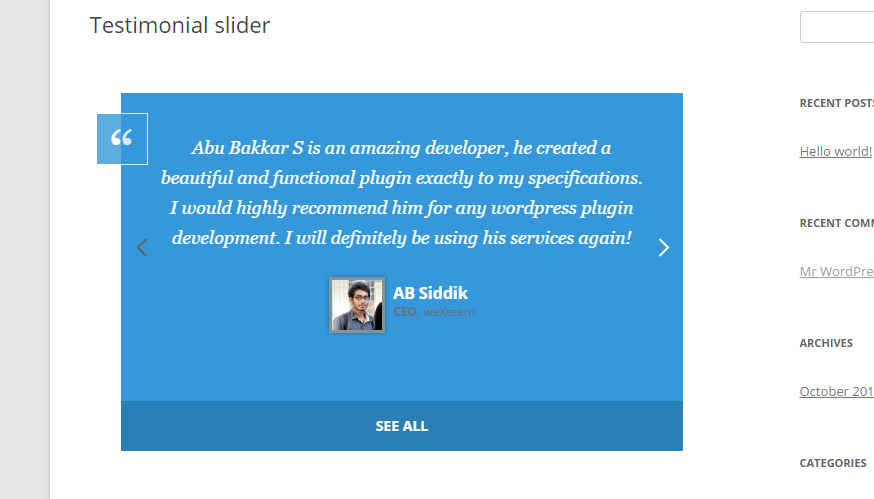 Testimonial slider
“
Abu Bakkar S is an amazing developer, he created a
beautiful and functional plugin exactly to my specifications.
I would highly recommend him for any wordpress plugin
development. I will definitely be using his services again!
AB Siddik
CEO, weXteam
SEE ALL
RECENT POSTS
Hello world!
RECENT COMM
Mr WordPre
ARCHIVES
October 201
CATEGORIES